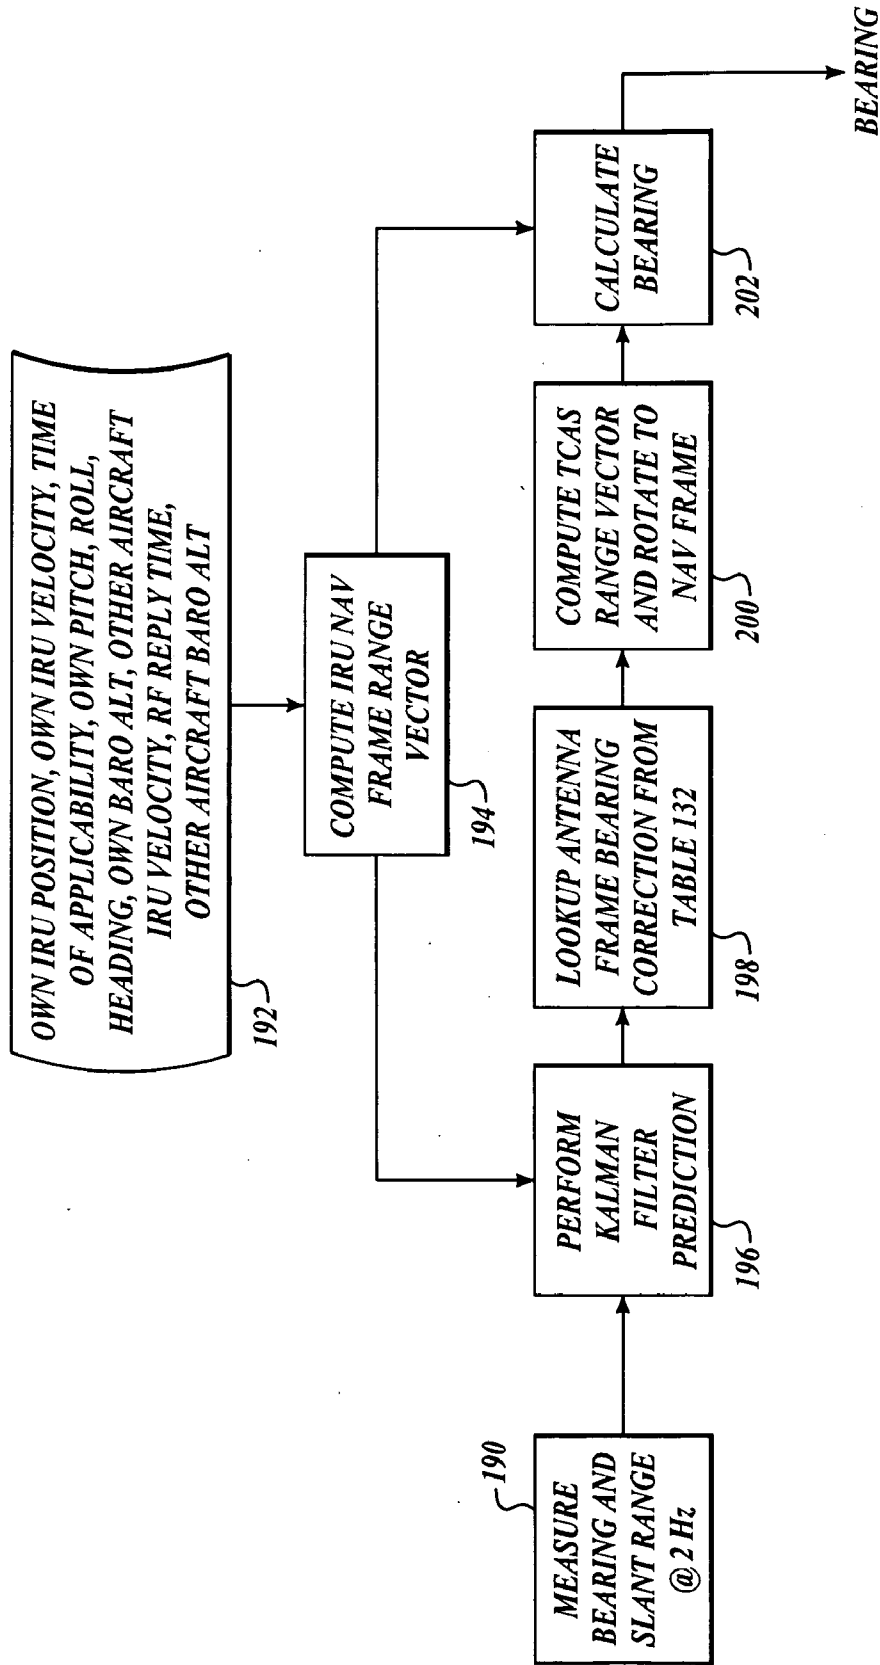 OWN IRU POSITION, OWN IRU VELOCITY, TIME
OF APPLICABILITY, OWN PITCH, ROLL,
HEADING, OWN BARO ALT, OTHER AIRCRAFT
IRU VELOCITY, RF REPLY TIME,
OTHER AIRCRAFT BARO ALT
192
COMPUTE IRU NAV
FRAME RANGE
VECTOR
194
190
MEASURE
BEARING AND
SLANT RANGE
@ 2 Hz
PERFORM
KALMAN
FILTER
PREDICTION
196
LOOKUP ANTENNA
FRAME BEARING
CORRECTION FROM
TABLE 132
198
COMPUTE TCAS
RANGE VECTOR
AND ROTATE TO
NAV FRAME
200
CALCULATE
BEARING
202
BEARING